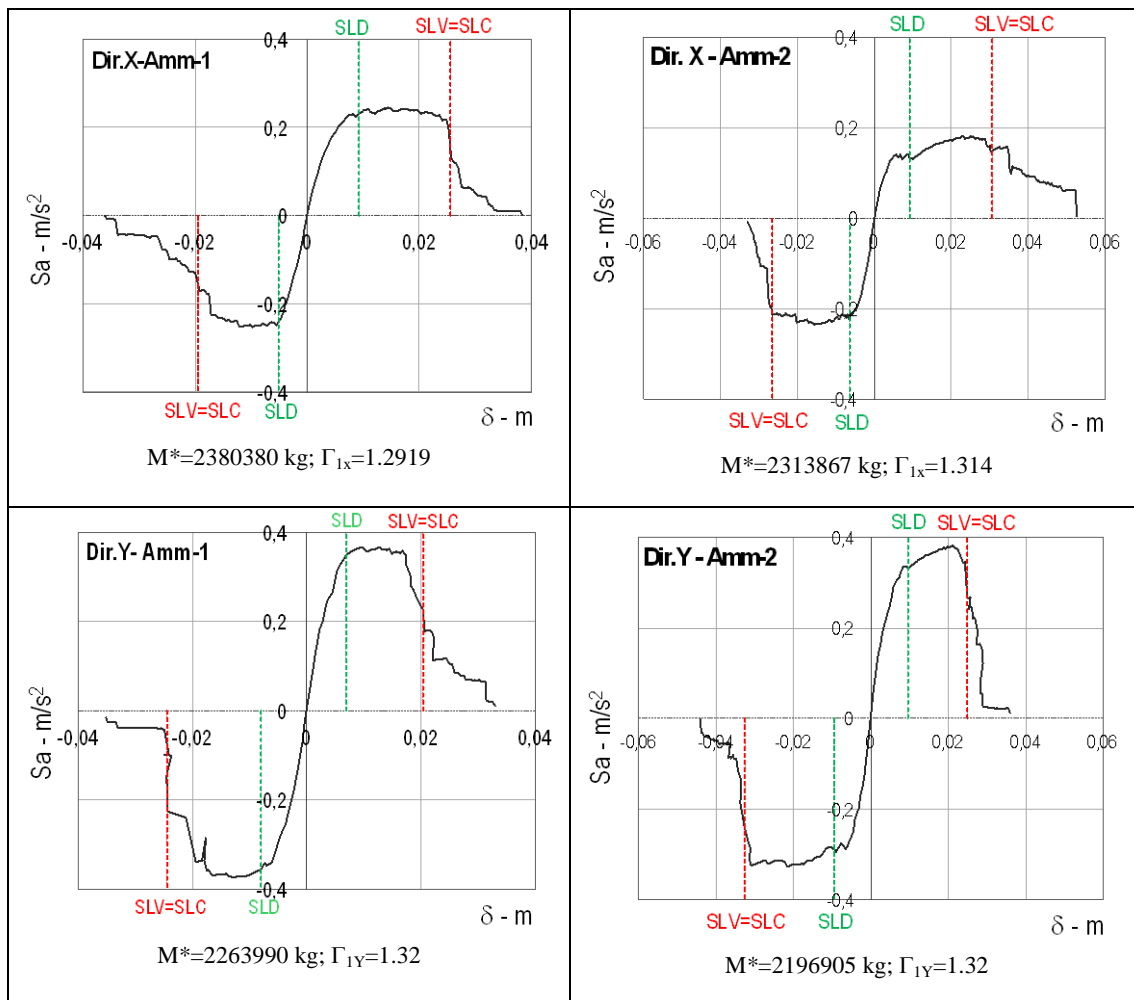 SLD SLV=SLC
Dir.X-Amm-1
0,4
0,2
0
-0,2
-0,4
-0,04 -0,02 0 0,02 0,04
Sa - m/s²
SLV=SLC SLD
δ - m
M*=2380380 kg; Γ1x=1.2919
SLD SLV=SLC
Dir. X - Amm-2
0,4
0,2
0
-0,2
-0,4
-0,06 -0,04 -0,02 0 0,02 0,04 0,06
Sa - m/s²
SLV=SLC SLD
δ - m
M*=2313867 kg; Γ1x=1.314
SLD SLV=SLC
Dir.Y- Amm-1
0,4
0,2
0
-0,2
-0,4
-0,04 -0,02 0 0,02 0,04
Sa - m/s²
SLV=SLC SLD
δ - m
M*=2263990 kg; Γ1Y=1.32
SLD SLV=SLC
Dir.Y - Amm-2
0,4
0,2
0
-0,2
-0,4
-0,06 -0,04 -0,02 0 0,02 0,04 0,06
Sa - m/s²
SLV=SLC SLD
δ - m
M*=2196905 kg; Γ1Y=1.32